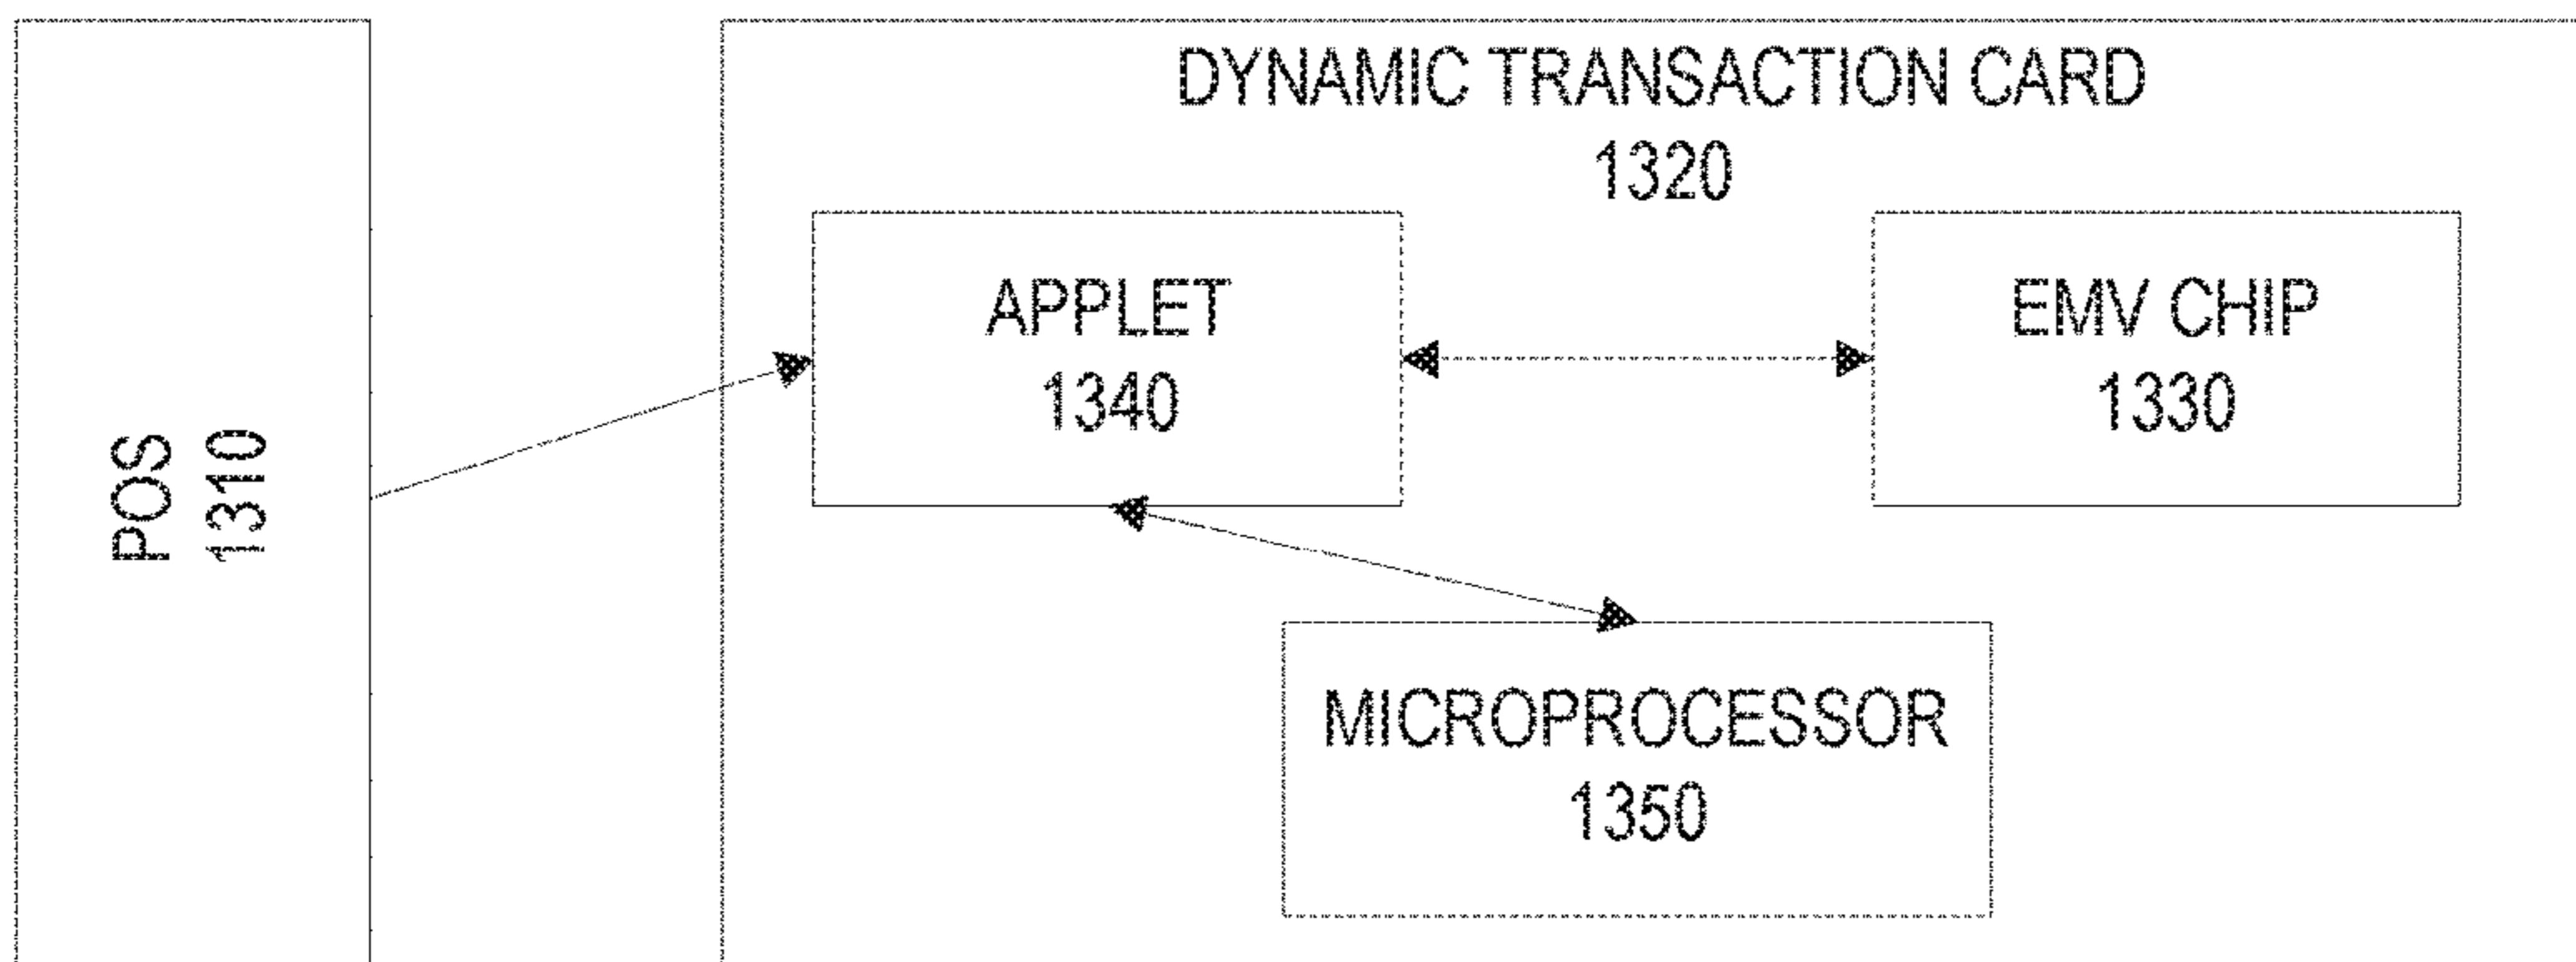 POS
1310
DYNAMIC TRANSACTION CARD
1320
APPLET
1340
EMV CHIP
1330
MICROPROCESSOR
1350